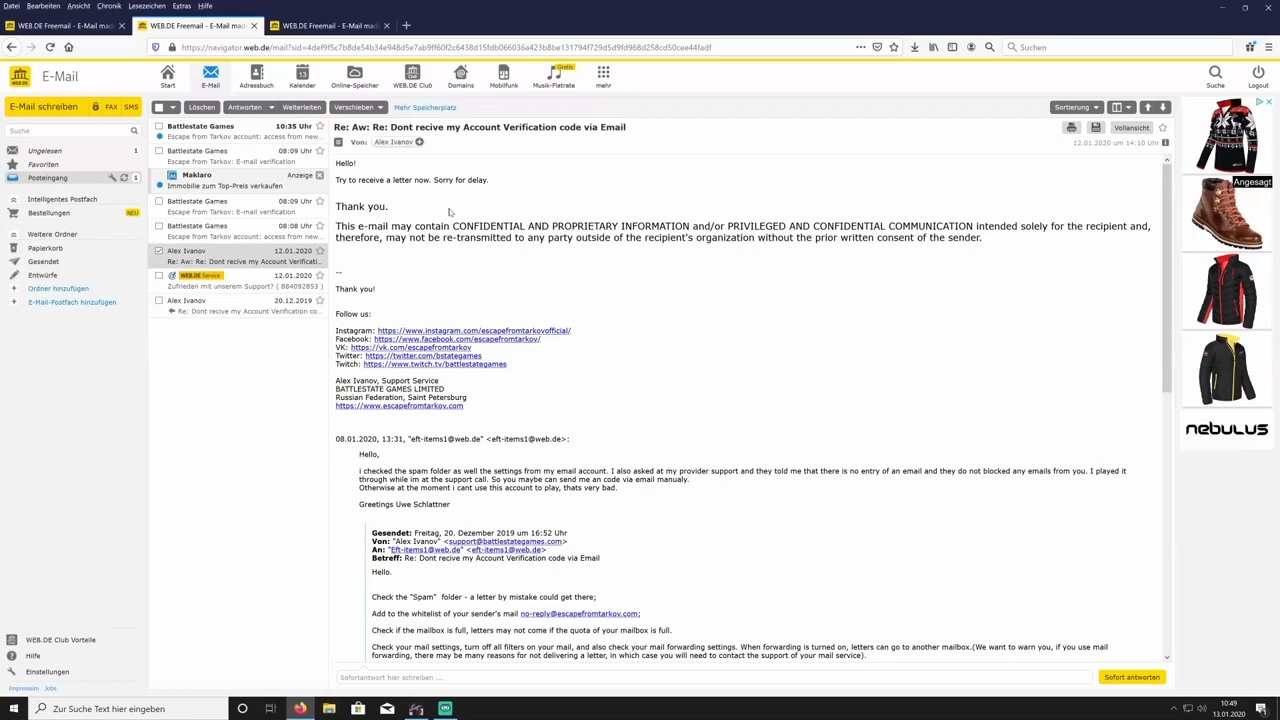 Datei Bearbeiten Ansicht Chronik Lesezeichen Extras Hilfe
WEB.DE Freemail - E-Mail mad
WEB.DE Freemail - E-Mail mad
WEB.DE Freemail - E-Mail mad
https://navigator.web.de/mail?sid=4def9f5c7b8de54b34e948d5e7ab9ff60f2c6438d15fdb066036a423b8be131794f729d5d9fd968d258cd50cee44fadf
Suchen
WEB.DE
E-Mail
Start
E-Mail
Adressbuch
13
Kalender
Online-Speicher
WEB.DE Club
Domains
Mobilfunk
Gratis
Musik-Flatrate
mehr
Suche
Logout
E-Mail schreiben
FAX
SMS
Löschen
Antworten
Weiterleiten
Verschieben
Mehr Speicherplatz
Sortierung
Suche
Ungelesen 1
Favoriten
Posteingang 1
Intelligentes Postfach
Bestellungen NEU
Weitere Ordner
Papierkorb
Gesendet
Entwürfe
Ordner hinzufügen
E-Mail-Postfach hinzufügen
WEB.DE Club Vorteile
Hilfe
Einstellungen
Impressum Jobs
Battlestate Games 10:35 Uhr
Escape from Tarkov account: access from new...
Battlestate Games 08:09 Uhr
Escape from Tarkov: E-mail verification
Maklaro Anzeige
Immobilie zum Top-Preis verkaufen
Battlestate Games 08:09 Uhr
Escape from Tarkov: E-mail verification
Battlestate Games 08:08 Uhr
Escape from Tarkov account: access from new...
Alex Ivanov 12.01.2020
Re: Aw: Re: Dont recive my Account Verificati...
WEB.DE Service 12.01.2020
Zufrieden mit unserem Support? ( 884092853 )
Alex Ivanov 20.12.2019
Re: Dont recive my Account Verification co...
Re: Aw: Re: Dont recive my Account Verification code via Email
Vollansicht
Von: Alex Ivanov
12.01.2020 um 14:10 Uhr
Hello!
Try to receive a letter now. Sorry for delay.
Thank you.
This e-mail may contain CONFIDENTIAL AND PROPRIETARY INFORMATION and/or PRIVILEGED AND CONFIDENTIAL COMMUNICATION intended solely for the recipient and,
therefore, may not be re-transmitted to any party outside of the recipient's organization without the prior written consent of the sender.
--
Thank you!
Follow us:
Instagram: https://www.instagram.com/escapefromtarkovofficial/
Facebook: https://www.facebook.com/escapefromtarkov/
VK: https://vk.com/escapefromtarkov
Twitter: https://twitter.com/bstategames
Twitch: https://www.twitch.tv/battlestategames
Alex Ivanov, Support Service
BATTLESTATE GAMES LIMITED
Russian Federation, Saint Petersburg
https://www.escapefromtarkov.com
08.01.2020, 13:31, "eft-items1@web.de" <eft-items1@web.de>:
Hello,
i checked the spam folder as well the settings from my email account. I also asked at my provider support and they told me that there is no entry of an email and they do not blocked any emails from you. I played it
through while im at the support call. So you maybe can send me an code via email manualy.
Otherwise at the moment i cant use this account to play, thats very bad.
Greetings Uwe Schlattner
Gesendet: Freitag, 20. Dezember 2019 um 16:52 Uhr
Von: "Alex Ivanov" <support@battlestategames.com>
An: "Eft-items1@web.de" <eft-items1@web.de>
Betreff: Re: Dont recive my Account Verification code via Email
Hello.
Check the "Spam" folder - a letter by mistake could get there;
Add to the whitelist of your sender's mail no-reply@escapefromtarkov.com;
Check if the mailbox is full, letters may not come if the quota of your mailbox is full.
Check your mail settings, turn off all filters on your mail, and also check your mail forwarding settings. When forwarding is turned on, letters can go to another mailbox.(We want to warn you, if you use mail
forwarding, there may be many reasons for not delivering a letter, in which case you will need to contact the support of your mail service).
Sofortantwort hier schreiben ...
Sofort antworten
Angesagt
nebulus
Zur Suche Text hier eingeben
10:49
13.01.2020
1